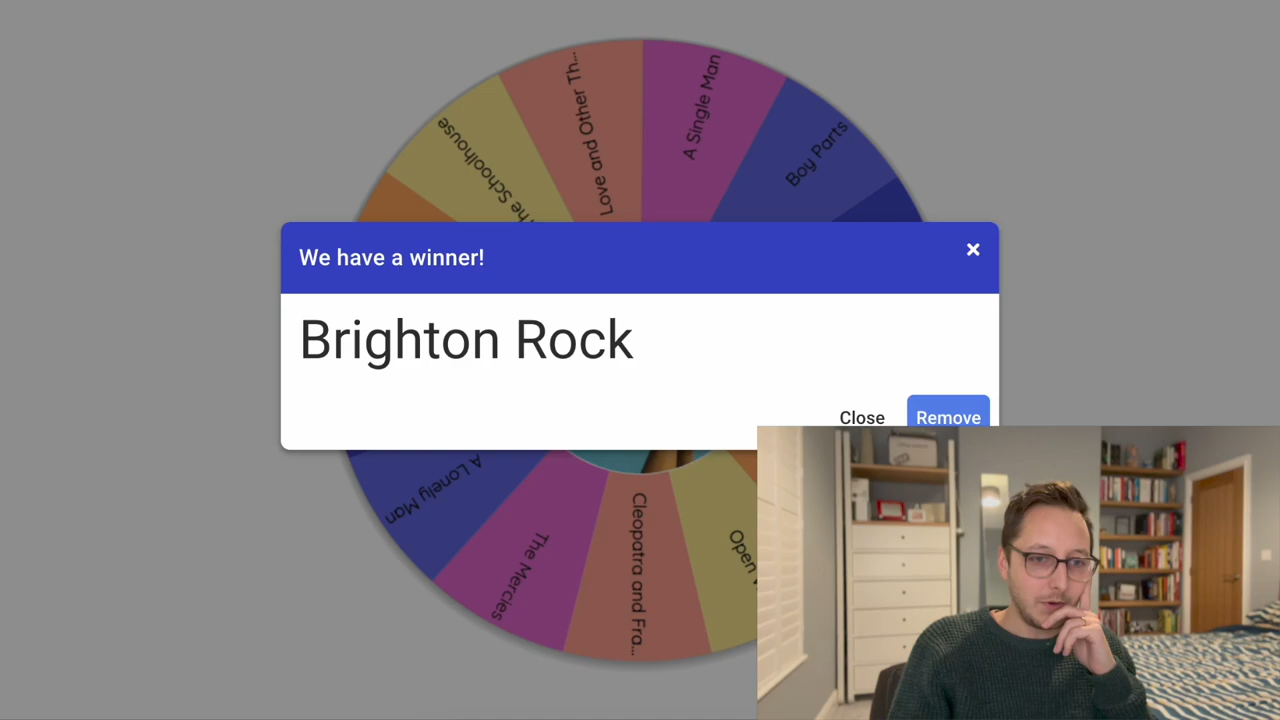 Love and Other Th...
A Single Man
The Schoolhouse
Boy Parts
We have a winner!
Brighton Rock
Close
Remove
A Lonely Man
The Mercies
Cleopatra and Fra...
Open